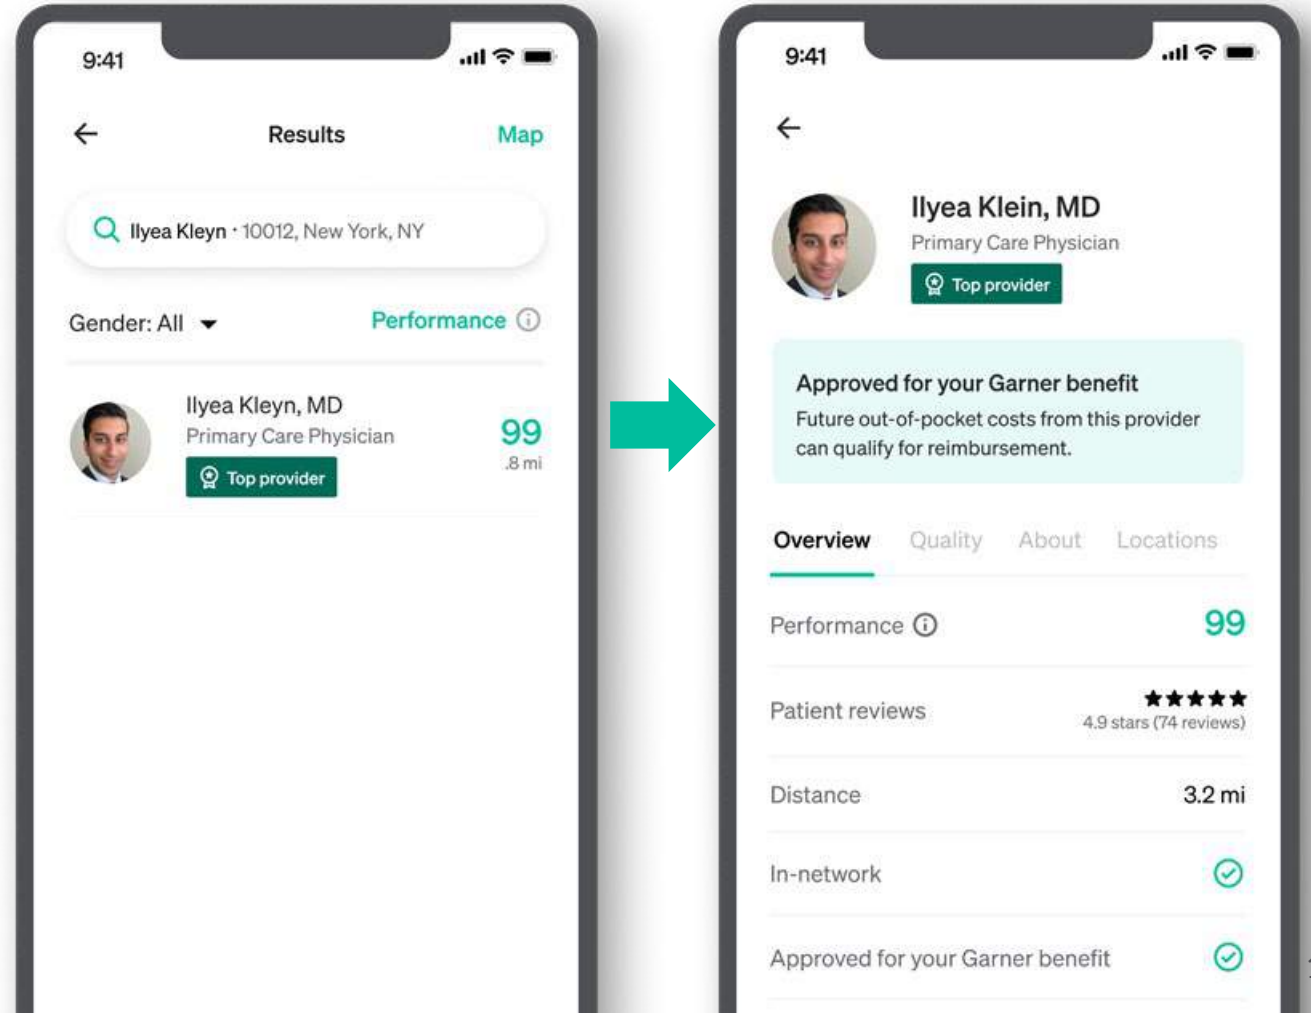 9:41
Results
Map
Ilyea Kleyn · 10012, New York, NY
Gender: All
Performance
Ilyea Kleyn, MD
Primary Care Physician
Top provider
99
.8 mi
9:41
Ilyea Klein, MD
Primary Care Physician
Top provider
Approved for your Garner benefit
Future out-of-pocket costs from this provider
can qualify for reimbursement.
Overview Quality About Locations
Performance 99
Patient reviews
4.9 stars (74 reviews)
Distance 3.2 mi
In-network
Approved for your Garner benefit